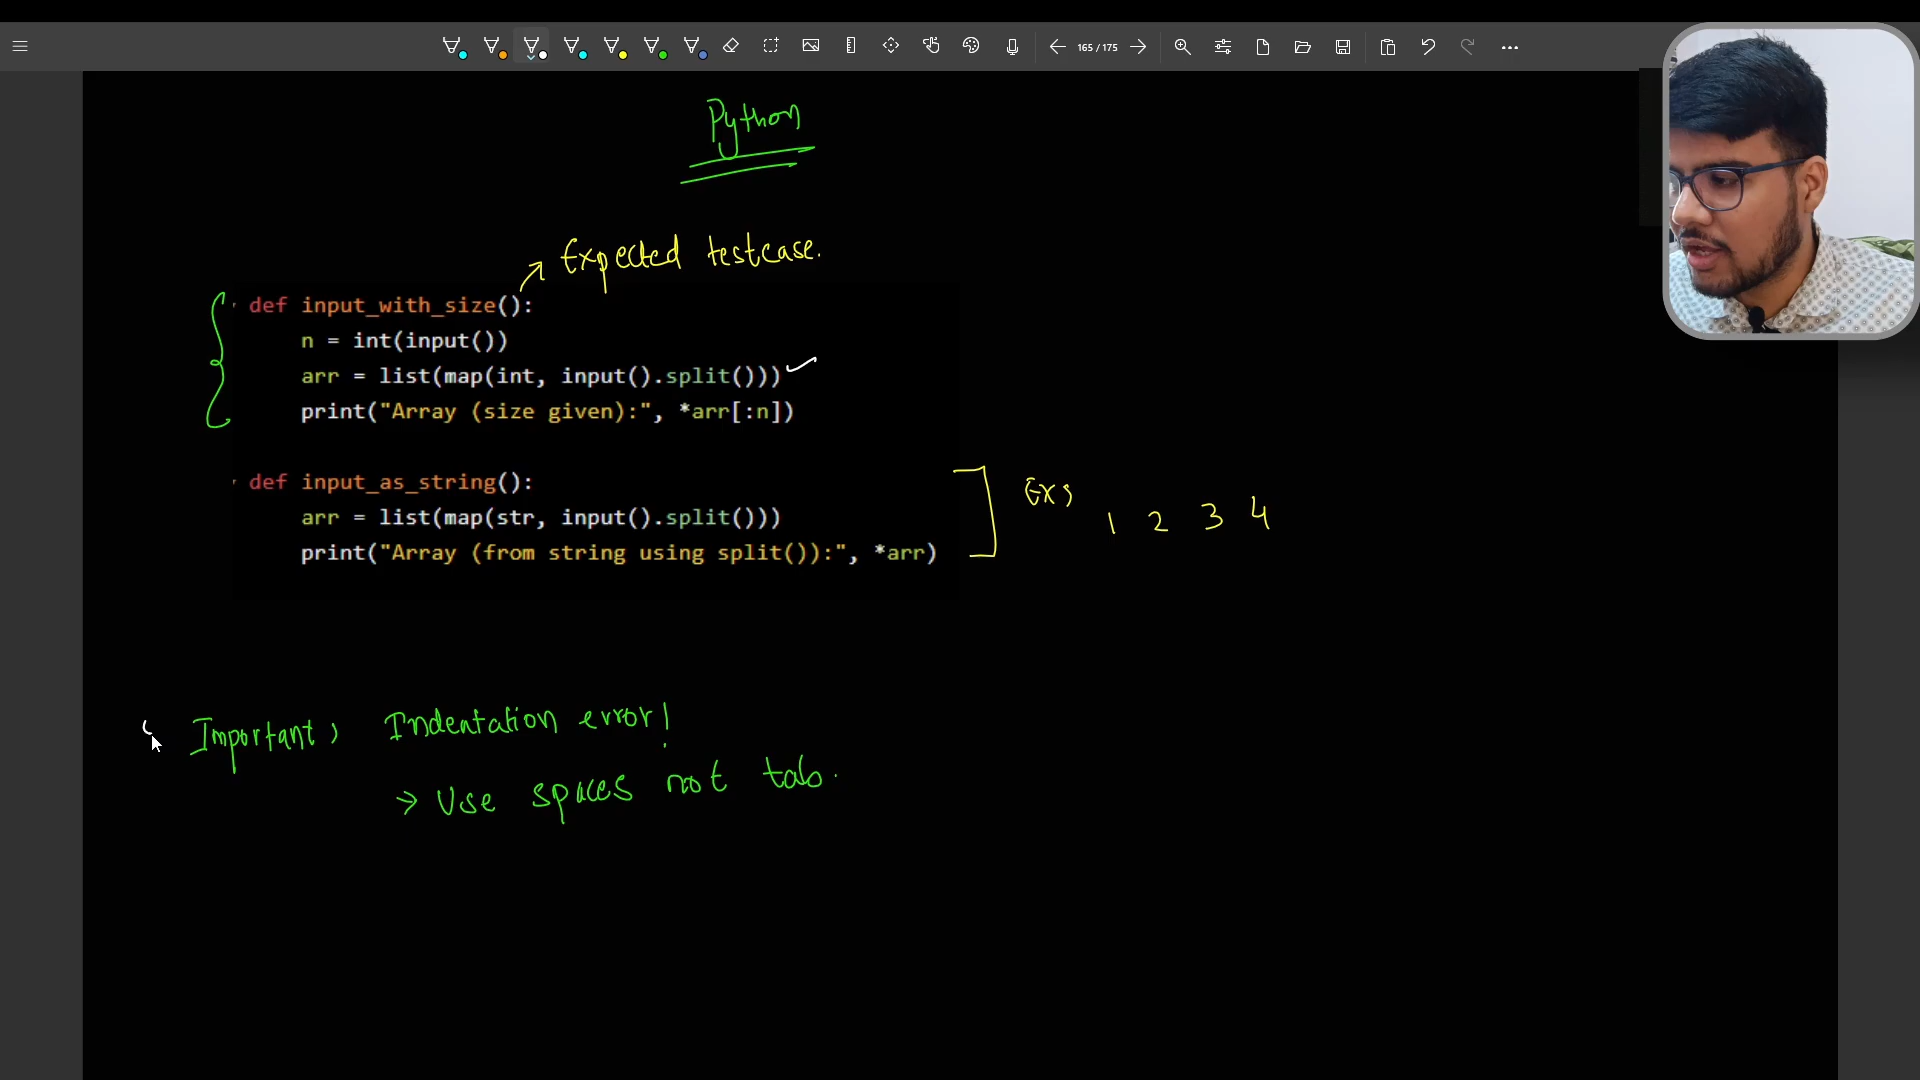 165 / 175
Python
Expected testcase.
def input_with_size():
n = int(input())
arr = list(map(int, input().split()))
print("Array (size given):", *arr[:n])
def input_as_string():
arr = list(map(str, input().split()))
print("Array (from string using split()):", *arr)
Ex:
1 2 3 4
Important: Indentation error!
→ Use spaces not tab.